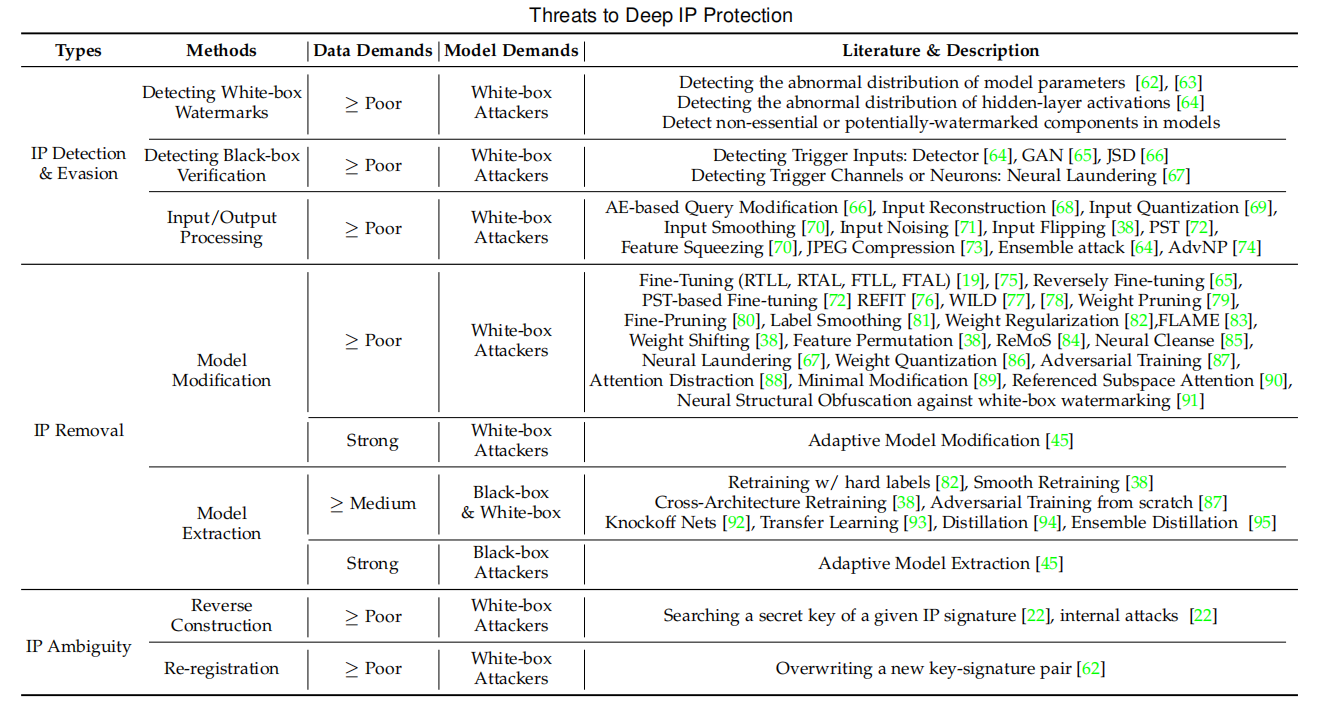 Threats to Deep IP Protection
Types Methods Data Demands Model Demands Literature & Description
IP Detection
& Evasion
Detecting White-box
Watermarks
≥ Poor
White-box
Attackers
Detecting the abnormal distribution of model parameters [62], [63]
Detecting the abnormal distribution of hidden-layer activations [64]
Detect non-essential or potentially-watermarked components in models
Detecting Black-box
Verification
≥ Poor
White-box
Attackers
Detecting Trigger Inputs: Detector [64], GAN [65], JSD [66]
Detecting Trigger Channels or Neurons: Neural Laundering [67]
Input/Output
Processing
≥ Poor
White-box
Attackers
AE-based Query Modification [66], Input Reconstruction [68], Input Quantization [69],
Input Smoothing [70], Input Noising [71], Input Flipping [38], PST [72],
Feature Squeezing [70], JPEG Compression [73], Ensemble attack [64], AdvNP [74]
IP Removal
Model
Modification
≥ Poor
White-box
Attackers
Fine-Tuning (RTLL, RTAL, FTLL, FTAL) [19], [75], Reversely Fine-tuning [65],
PST-based Fine-tuning [72] REFIT [76], WILD [77], [78], Weight Pruning [79],
Fine-Pruning [80], Label Smoothing [81], Weight Regularization [82],FLAME [83],
Weight Shifting [38], Feature Permutation [38], ReMoS [84], Neural Cleanse [85],
Neural Laundering [67], Weight Quantization [86], Adversarial Training [87],
Attention Distraction [88], Minimal Modification [89], Referenced Subspace Attention [90],
Neural Structural Obfuscation against white-box watermarking [91]
Strong
White-box
Attackers
Adaptive Model Modification [45]
Model
Extraction
≥ Medium
Black-box
& White-box
Retraining w/ hard labels [82], Smooth Retraining [38]
Cross-Architecture Retraining [38], Adversarial Training from scratch [87]
Knockoff Nets [92], Transfer Learning [93], Distillation [94], Ensemble Distillation [95]
Strong
Black-box
Attackers
Adaptive Model Extraction [45]
IP Ambiguity
Reverse
Construction
≥ Poor
White-box
Attackers
Searching a secret key of a given IP signature [22], internal attacks [22]
Re-registration
≥ Poor
White-box
Attackers
Overwriting a new key-signature pair [62]